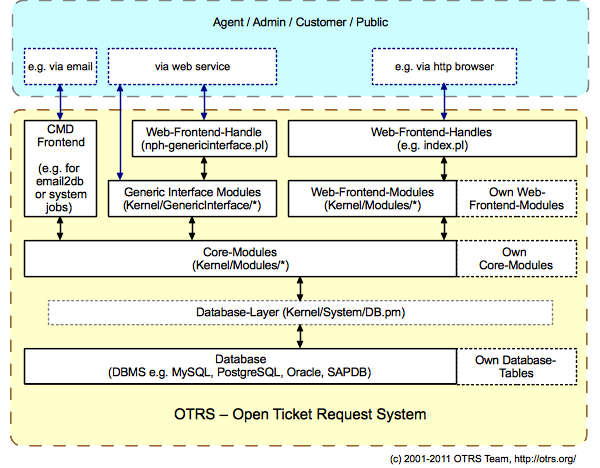 Agent / Admin / Customer / Public
e.g. via email
via web service
e.g. via http browser
CMD
Frontend
(e.g. for
email2db
or system
jobs)
Web-Frontend-Handle
(nph-genericinterface.pl)
Web-Frontend-Handles
(e.g. index.pl)
Generic Interface Modules
(Kernel/GenericInterface/*)
Web-Frontend-Modules
(Kernel/Modules/*)
Own Web-
Frontend-Modules
Core-Modules
(Kernel/Modules/*)
Own
Core-Modules
Database-Layer (Kernel/System/DB.pm)
Database
(DBMS e.g. MySQL, PostgreSQL, Oracle, SAPDB)
Own Database-
Tables
OTRS – Open Ticket Request System
(c) 2001-2011 OTRS Team, http://otrs.org/